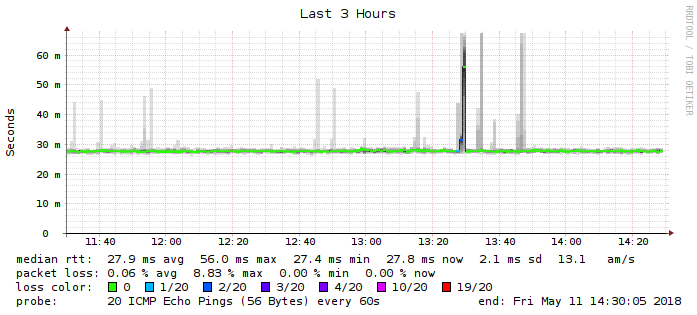 Last 3 Hours
RRDTOOL / TOBI OETIKER
Seconds
60 m
50 m
40 m
30 m
20 m
10 m
0
11:40 12:00 12:20 12:40 13:00 13:20 13:40 14:00 14:20
median rtt: 27.9 ms avg 56.0 ms max 27.4 ms min 27.8 ms now 2.1 ms sd 13.1 am/s
packet loss: 0.06 % avg 8.83 % max 0.00 % min 0.00 % now
loss color: 0 1/20 2/20 3/20 4/20 10/20 19/20
probe: 20 ICMP Echo Pings (56 Bytes) every 60s end: Fri May 11 14:30:05 2018